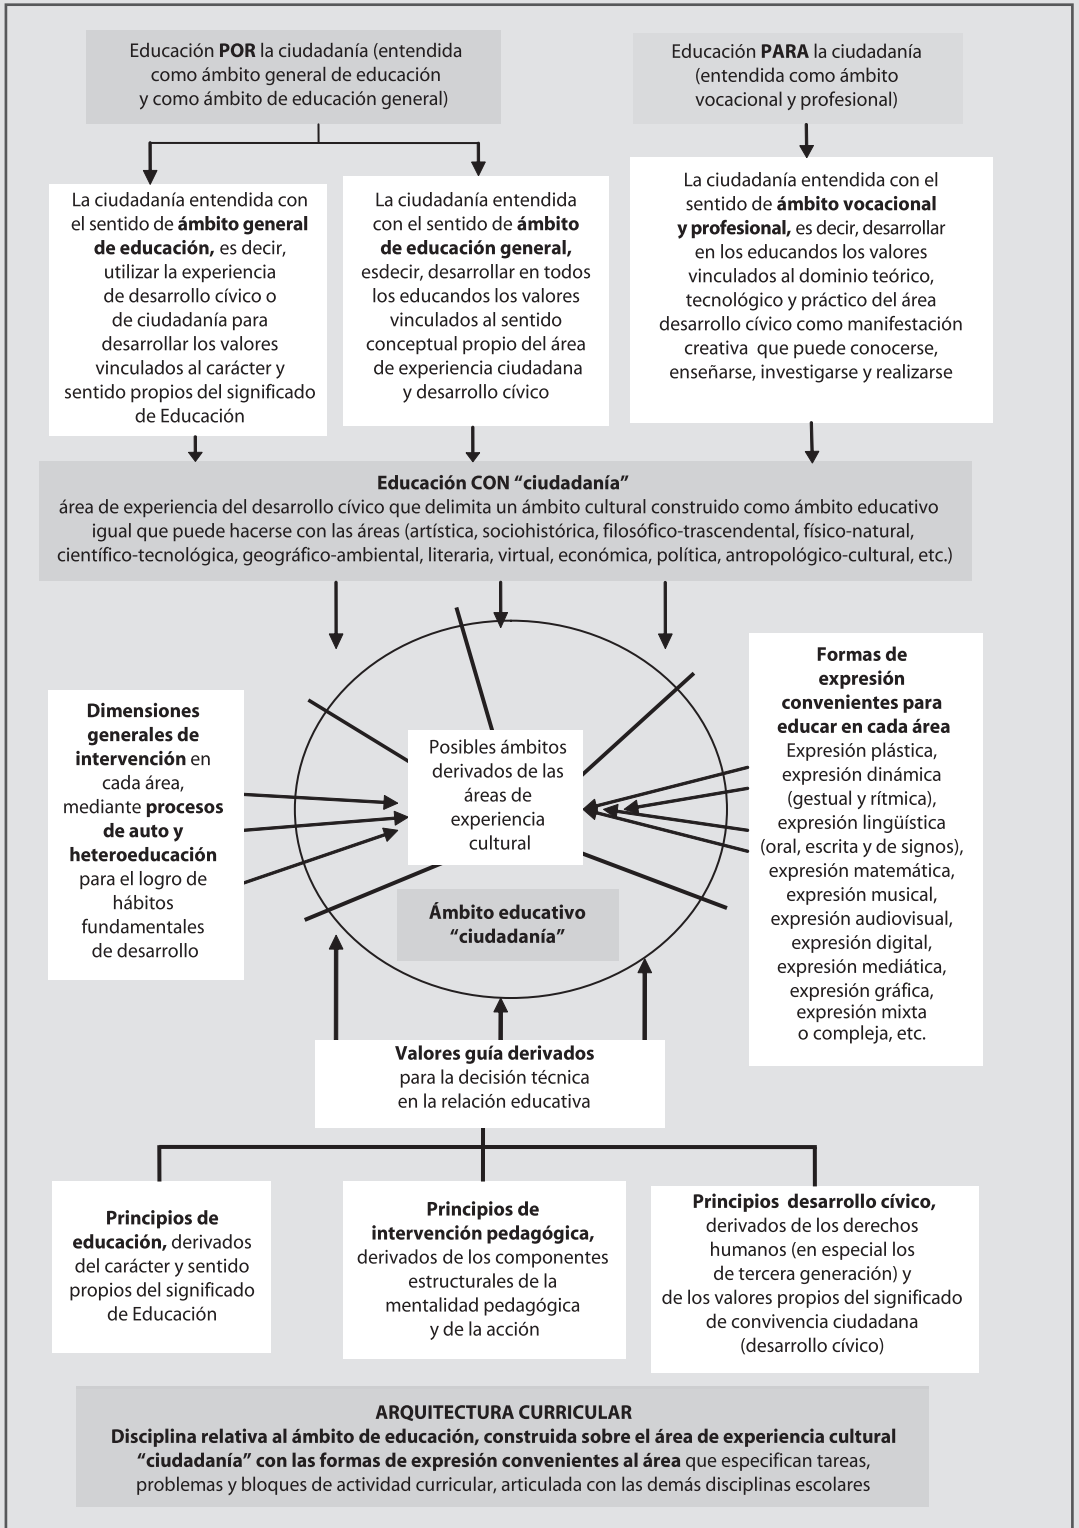 Educación POR la ciudadanía (entendida
como ámbito general de educación
y como ámbito de educación general)
Educación PARA la ciudadanía
(entendida como ámbito
vocacional y profesional)
La ciudadanía entendida con
el sentido de ámbito general
de educación, es decir,
utilizar la experiencia
de desarrollo cívico o
de ciudadanía para
desarrollar los valores
vinculados al carácter y
sentido propios del significado
de Educación
La ciudadanía entendida
con el sentido de ámbito
de educación general,
esdecir, desarrollar en todos
los educandos los valores
vinculados al sentido
conceptual propio del área
de experiencia ciudadana
y desarrollo cívico
La ciudadanía entendida con el
sentido de ámbito vocacional
y profesional, es decir, desarrollar
en los educandos los valores
vinculados al dominio teórico,
tecnológico y práctico del área
desarrollo cívico como manifestación
creativa que puede conocerse,
enseñarse, investigarse y realizarse
Educación CON “ciudadanía”
área de experiencia del desarrollo cívico que delimita un ámbito cultural construido como ámbito educativo
igual que puede hacerse con las áreas (artística, sociohistórica, filosófico-trascendental, físico-natural,
científico-tecnológica, geográfico-ambiental, literaria, virtual, económica, política, antropológico-cultural, etc.)
Dimensiones
generales de
intervención en
cada área,
mediante procesos
de auto y
heteroeducación
para el logro de
hábitos
fundamentales
de desarrollo
Posibles ámbitos
derivados de las
áreas de
experiencia
cultural
Ámbito educativo
“ciudadanía”
Formas de
expresión
convenientes para
educar en cada área
Expresión plástica,
expresión dinámica
(gestual y rítmica),
expresión lingüística
(oral, escrita y de signos),
expresión matemática,
expresión musical,
expresión audiovisual,
expresión digital,
expresión mediática,
expresión gráfica,
expresión mixta
o compleja, etc.
Valores guía derivados
para la decisión técnica
en la relación educativa
Principios de
educación, derivados
del carácter y sentido
propios del significado
de Educación
Principios de
intervención pedagógica,
derivados de los componentes
estructurales de la
mentalidad pedagógica
y de la acción
Principios desarrollo cívico,
derivados de los derechos
humanos (en especial los
de tercera generación) y
de los valores propios del significado
de convivencia ciudadana
(desarrollo cívico)
ARQUITECTURA CURRICULAR
Disciplina relativa al ámbito de educación, construida sobre el área de experiencia cultural
“ciudadanía” con las formas de expresión convenientes al área que especifican tareas,
problemas y bloques de actividad curricular, articulada con las demás disciplinas escolares